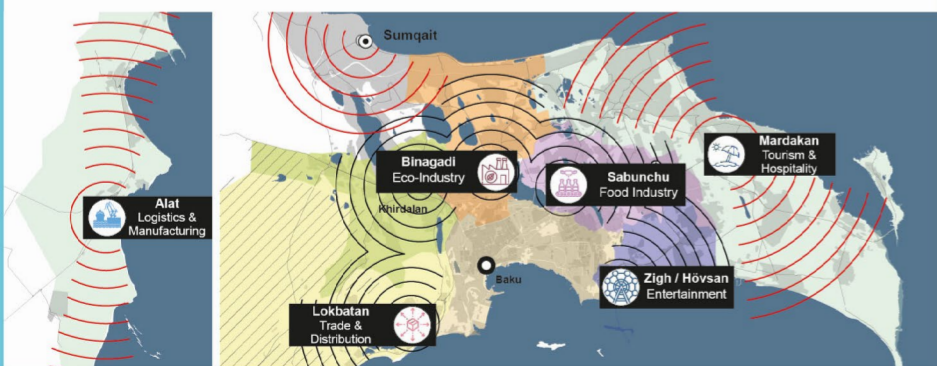 Sumqait
Alat
Logistics &
Manufacturing
Binagadi
Eco-Industry
Khirdalan
Sabunchu
Food Industry
Mardakan
Tourism &
Hospitality
Baku
Zigh / Hövsan
Entertainment
Lokbatan
Trade &
Distribution